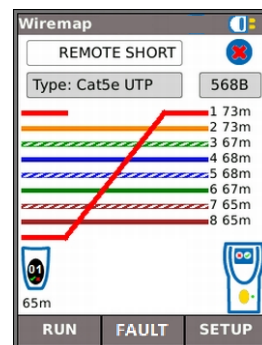 Wiremap
REMOTE SHORT
Type: Cat5e UTP 568B
1 73m
2 73m
3 67m
4 68m
5 68m
6 67m
7 65m
8 65m
01
65m
RUN FAULT SETUP